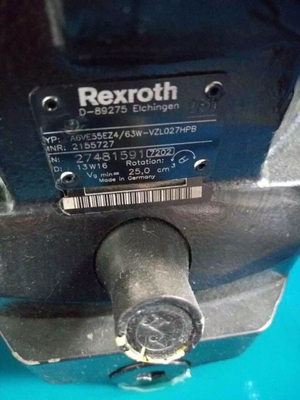 Rexroth
D-89275 Elchingen
TYP: A6VE55EZ4/63W-VZL027HPB
MNR: 2155727
N: 27481591 7202
D: 13W16 Rotation:
Vg min= 25.0 cm³
Made in Germany